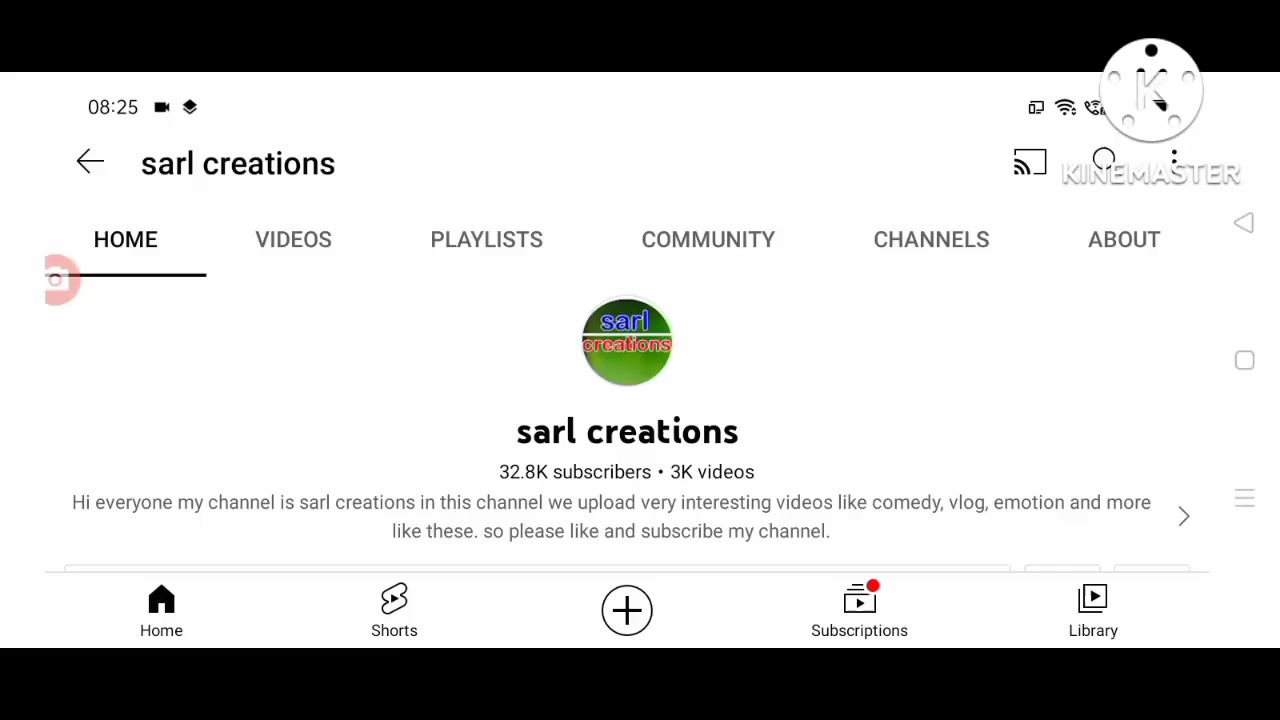 08:25
sarl creations
K
KINEMASTER
HOME VIDEOS PLAYLISTS COMMUNITY CHANNELS ABOUT
sarl
creations
sarl creations
32.8K subscribers • 3K videos
Hi everyone my channel is sarl creations in this channel we upload very interesting videos like comedy, vlog, emotion and more
like these. so please like and subscribe my channel.
Home Shorts Subscriptions Library